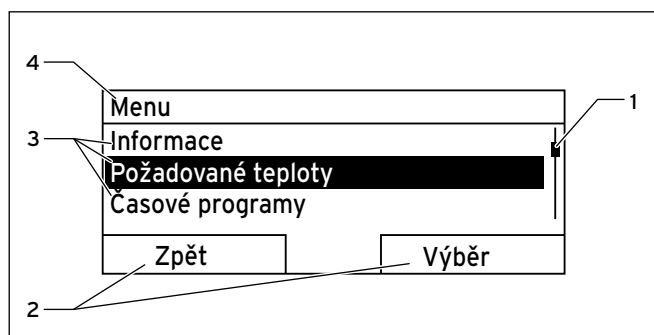 4
Menu
1
3
Informace
Požadované teploty
Časové programy
Zpět
Výběr
2